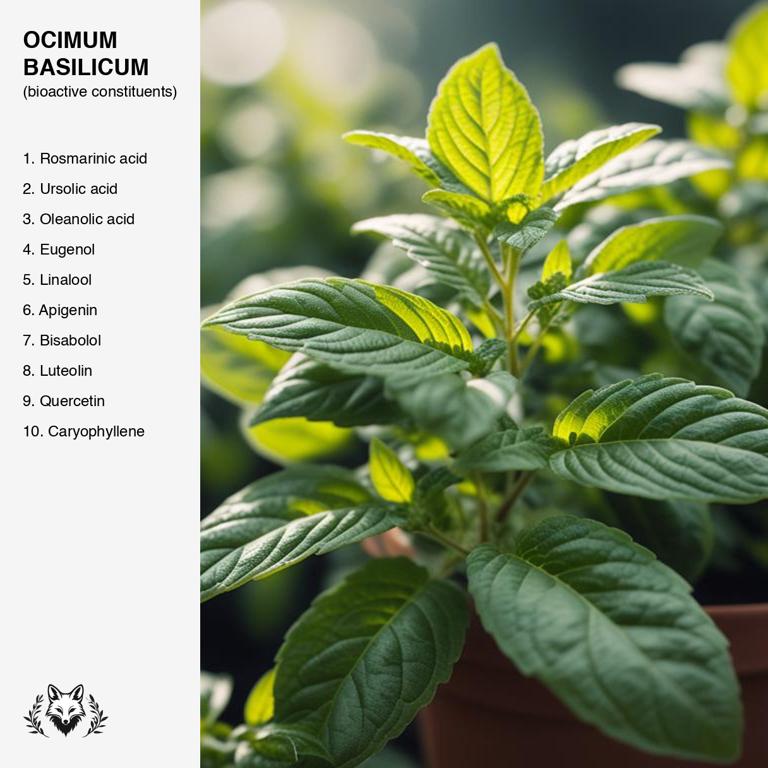 OCIMUM
BASILICUM
(bioactive constituents)
1. Rosmarinic acid
2. Ursolic acid
3. Oleanolic acid
4. Eugenol
5. Linalool
6. Apigenin
7. Bisabolol
8. Luteolin
9. Quercetin
10. Caryophyllene